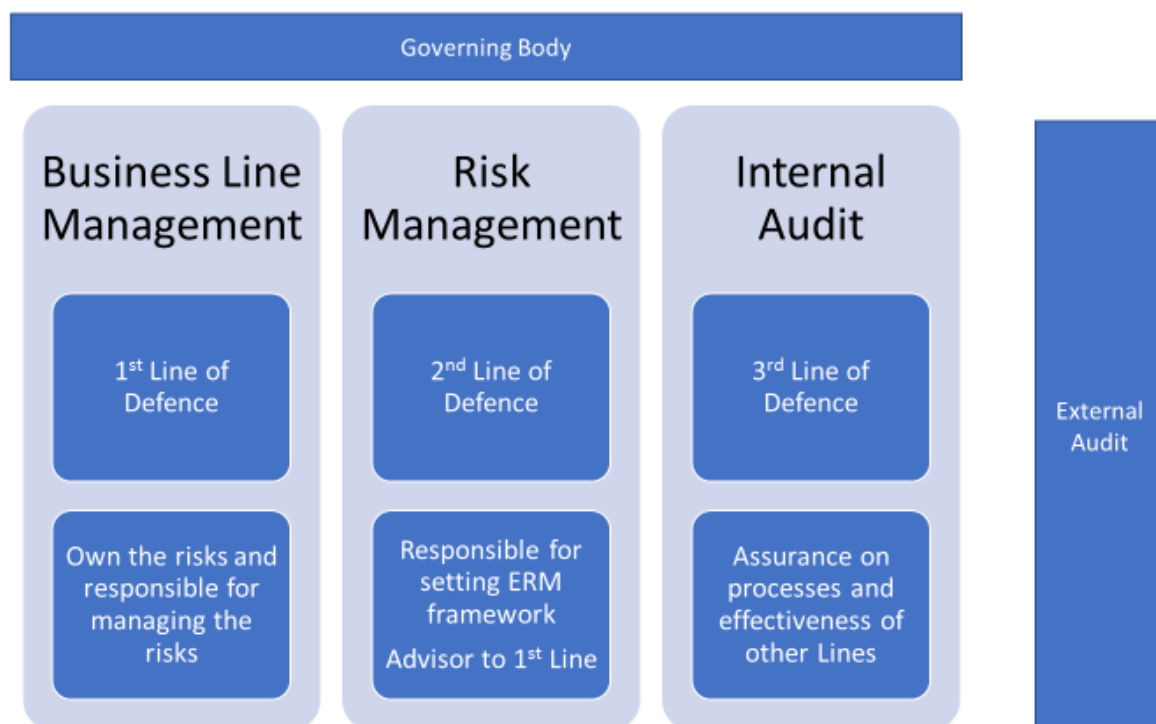 Governing Body
Business Line
Management
1st Line of
Defence
Own the risks and
responsible for
managing the
risks
Risk
Management
2nd Line of
Defence
Responsible for
setting ERM
framework
Advisor to 1st Line
Internal
Audit
3rd Line of
Defence
Assurance on
processes and
effectiveness of
other Lines
External
Audit